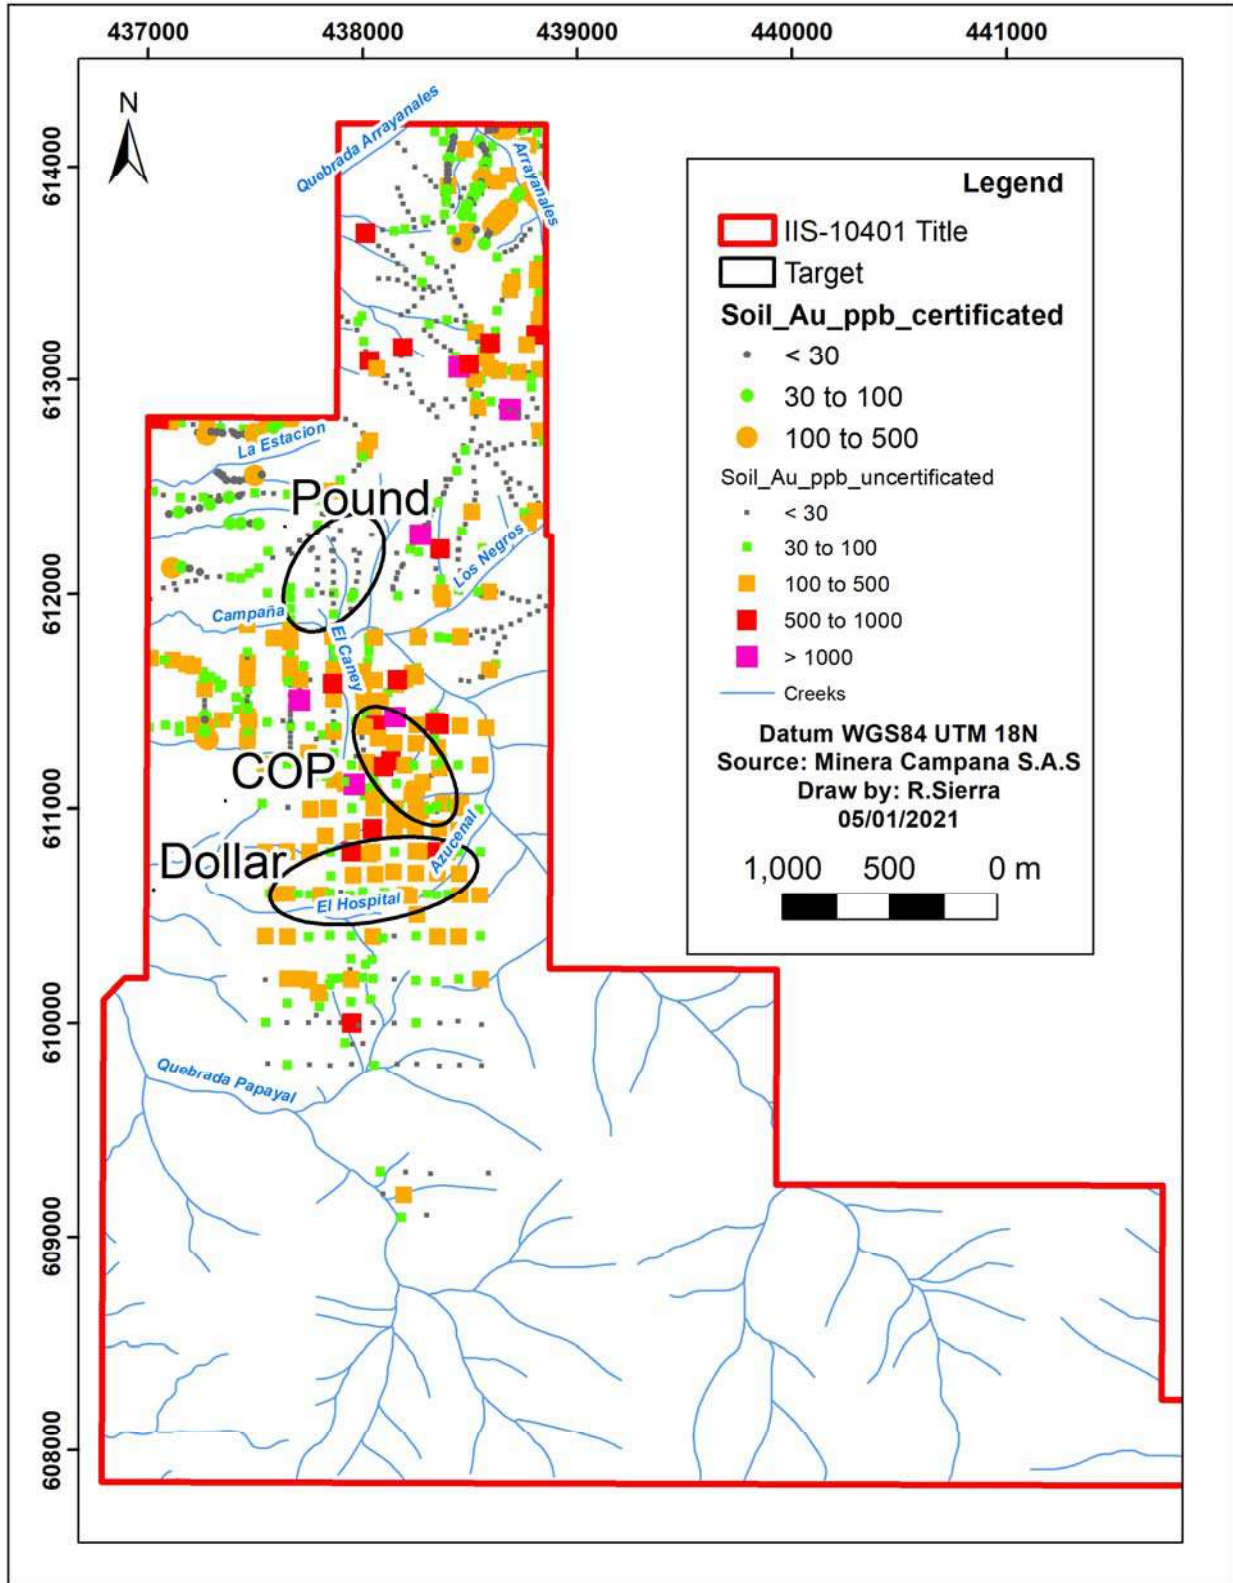 437000 438000 439000 440000 441000
N
614000
613000
612000
611000
610000
609000
608000
Quebrada Arrayanales
Arrayanales
La Estacion
Pound
Los Negros
Campaña
El Caney
COP
Azucenal
Dollar
El Hospital
Quebrada Papayal
Legend
IIS-10401 Title
Target
Soil_Au_ppb_certificated
< 30
30 to 100
100 to 500
Soil_Au_ppb_uncertificated
< 30
30 to 100
100 to 500
500 to 1000
> 1000
Creeks
Datum WGS84 UTM 18N
Source: Minera Campana S.A.S
Draw by: R.Sierra
05/01/2021
1,000 500 0 m